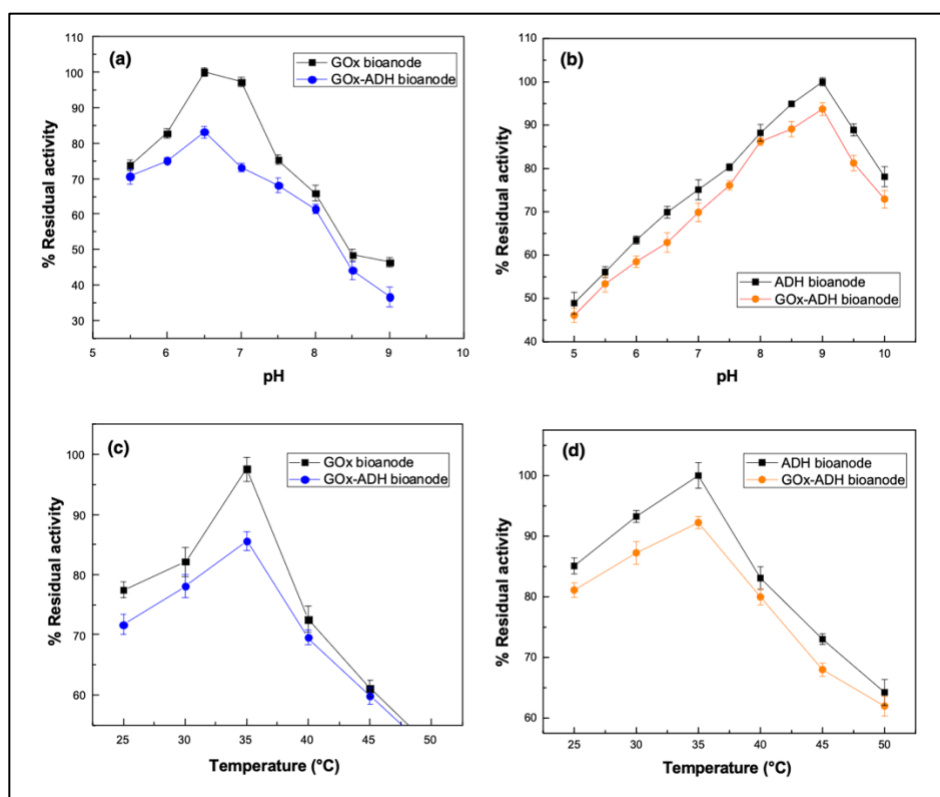 (a)
GOx bioanode
GOx-ADH bioanode
110
100
90
80
70
60
50
40
30
% Residual activity
5 6 7 8 9 10
pH
(b)
ADH bioanode
GOx-ADH bioanode
110
100
90
80
70
60
50
40
% Residual activity
5 6 7 8 9 10
pH
(c)
GOx bioanode
GOx-ADH bioanode
100
90
80
70
60
% Residual activity
25 30 35 40 45 50
Temperature (°C)
(d)
ADH bioanode
GOx-ADH bioanode
100
90
80
70
60
% Residual activity
25 30 35 40 45 50
Temperature (°C)